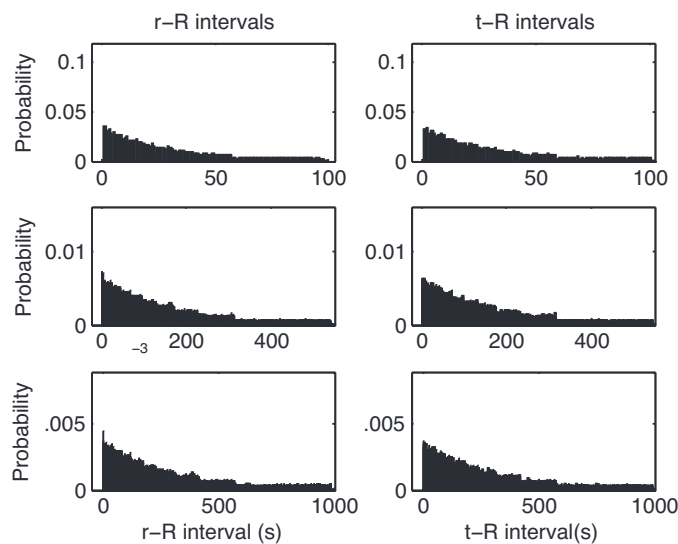 r−R intervals
t−R intervals
Probability
0.1
0.05
0
0 50 100
0.1
0.05
0
0 50 100
Probability
0.01
0
0 200 400
−3
0.01
0
0 200 400
Probability
.005
0
0 500 1000
r−R interval (s)
.005
0
0 500 1000
t−R interval(s)